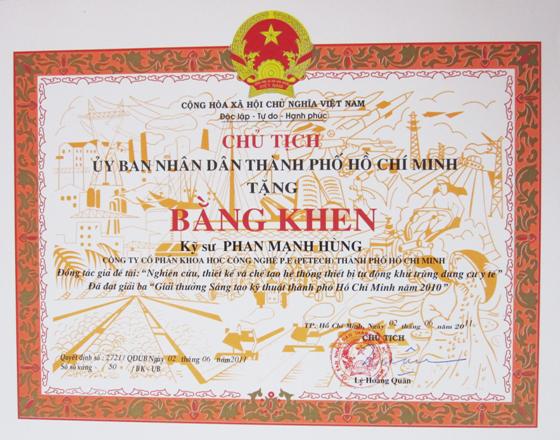 CỘNG HÒA XÃ HỘI CHỦ NGHĨA VIỆT NAM
Độc lập - Tự do - Hạnh phúc
CHỦ TỊCH
ỦY BAN NHÂN DÂN THÀNH PHỐ HỒ CHÍ MINH
TẶNG
BẰNG KHEN
Kỹ sư PHAN MẠNH HÙNG
CÔNG TY CỔ PHẦN KHOA HỌC CÔNG NGHỆ P.E (PETECH) THÀNH PHỐ HỒ CHÍ MINH
Đồng tác giả đề tài: "Nghiên cứu, thiết kế và chế tạo hệ thống thiết bị tự động khử trùng dụng cụ y tế"
Đã đạt giải ba "Giải thưởng Sáng tạo kỹ thuật thành phố Hồ Chí Minh năm 2010"
TP. Hồ Chí Minh, Ngày 02 tháng 06 năm 2011.
CHỦ TỊCH
Quyết định số: 2721/QĐUB Ngày 02 tháng 06 năm 2011
Số sổ vàng: 50 /BK-UB
Lê Hoàng Quân